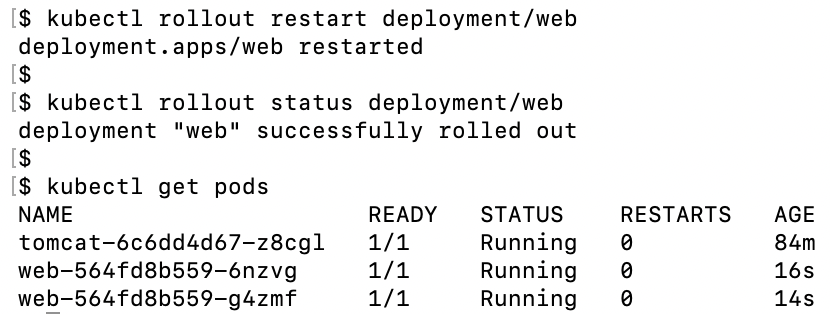 [$ kubectl rollout restart deployment/web
deployment.apps/web restarted
[$
[$ kubectl rollout status deployment/web
deployment "web" successfully rolled out
[$
[$ kubectl get pods
NAME READY STATUS RESTARTS AGE
tomcat-6c6dd4d67-z8cgl 1/1 Running 0 84m
web-564fd8b559-6nzvg 1/1 Running 0 16s
web-564fd8b559-g4zmf 1/1 Running 0 14s